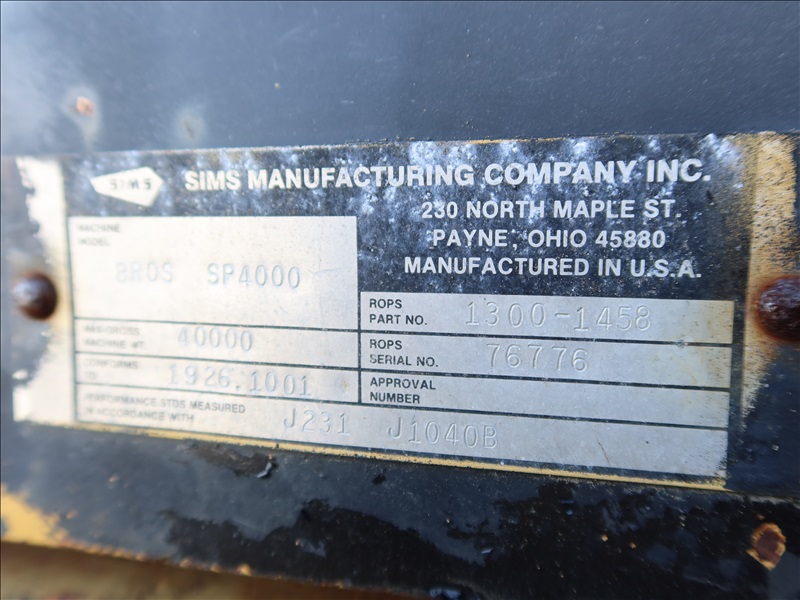 SIMS
SIMS MANUFACTURING COMPANY INC.
230 NORTH MAPLE ST.
PAYNE, OHIO 45880
MANUFACTURED IN U.S.A.
MACHINE
MODEL
BROS SP4000
ROPS
PART NO. 1300-1458
MAX GROSS
MACHINE WT. 40000
ROPS
SERIAL NO. 76776
CONFORMS
TO 1926.1001
APPROVAL
NUMBER
PERFORMANCE STDS MEASURED
IN ACCORDANCE WITH J231 J1040B